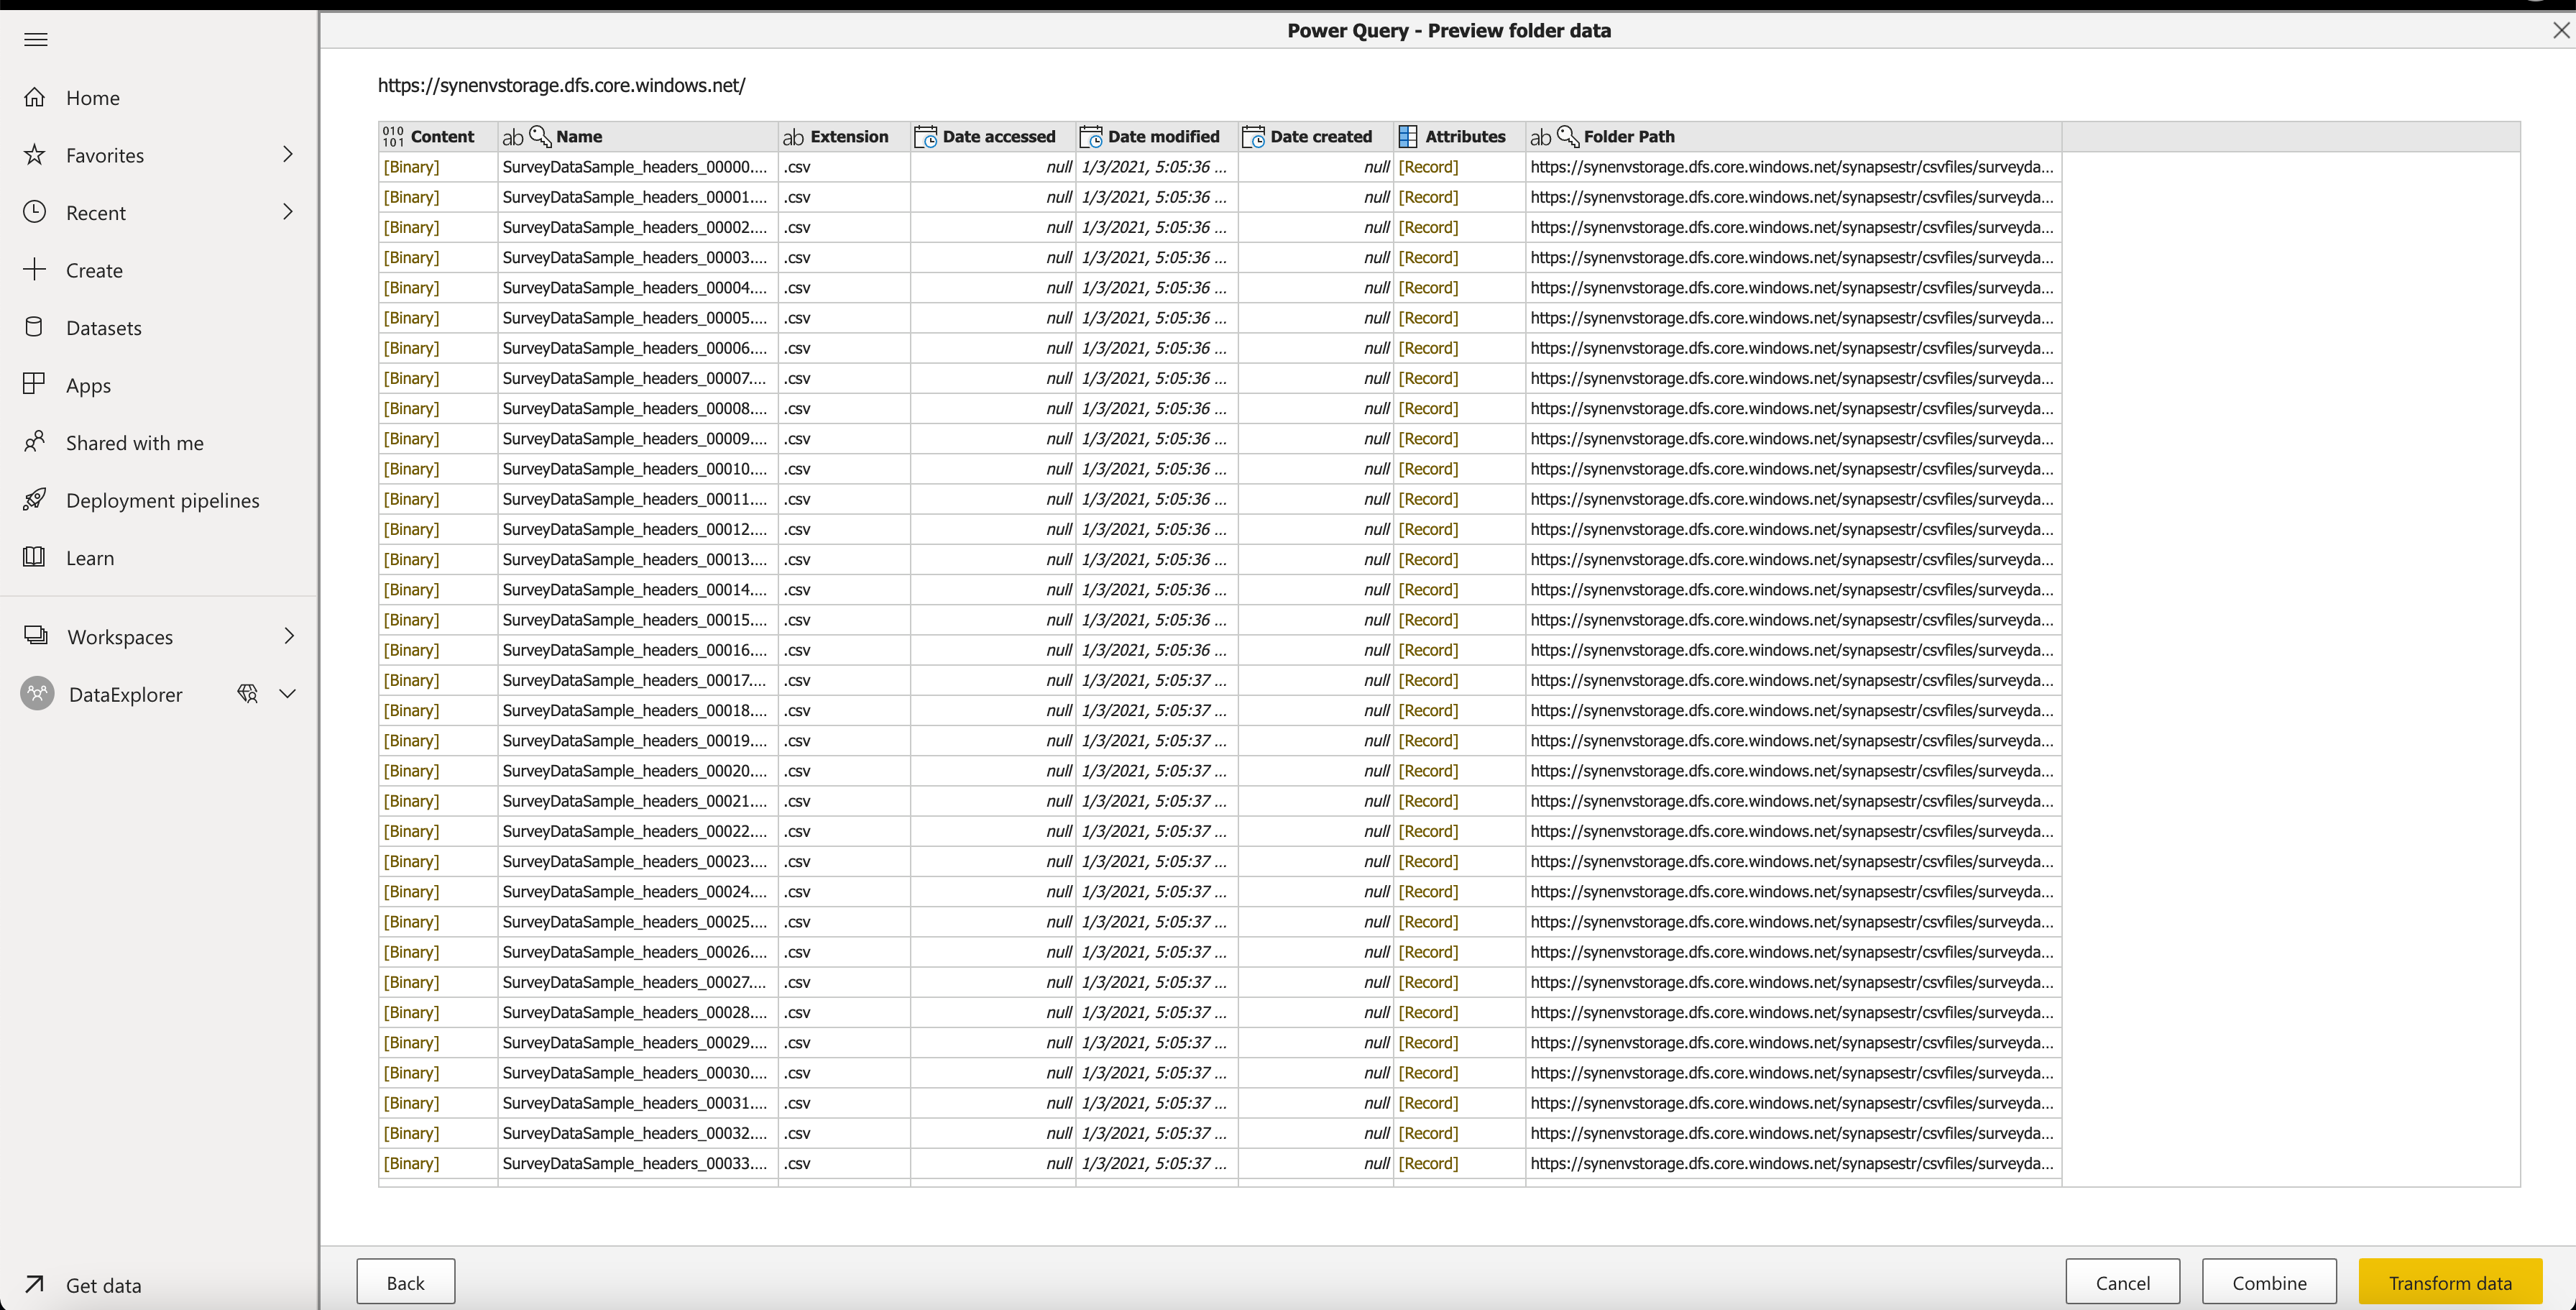 Power Query - Preview folder data
Home
Favorites
Recent
Create
Datasets
Apps
Shared with me
Deployment pipelines
Learn
Workspaces
DataExplorer
Get data
https://synenvstorage.dfs.core.windows.net/
010 101 Content ab Name ab Extension Date accessed Date modified Date created Attributes ab Folder Path
[Binary] SurveyDataSample_headers_00000.... .csv null 1/3/2021, 5:05:36 ... null [Record] https://synenvstorage.dfs.core.windows.net/synapsestr/csvfiles/surveyda...
[Binary] SurveyDataSample_headers_00001.... .csv null 1/3/2021, 5:05:36 ... null [Record] https://synenvstorage.dfs.core.windows.net/synapsestr/csvfiles/surveyda...
[Binary] SurveyDataSample_headers_00002.... .csv null 1/3/2021, 5:05:36 ... null [Record] https://synenvstorage.dfs.core.windows.net/synapsestr/csvfiles/surveyda...
[Binary] SurveyDataSample_headers_00003.... .csv null 1/3/2021, 5:05:36 ... null [Record] https://synenvstorage.dfs.core.windows.net/synapsestr/csvfiles/surveyda...
[Binary] SurveyDataSample_headers_00004.... .csv null 1/3/2021, 5:05:36 ... null [Record] https://synenvstorage.dfs.core.windows.net/synapsestr/csvfiles/surveyda...
[Binary] SurveyDataSample_headers_00005.... .csv null 1/3/2021, 5:05:36 ... null [Record] https://synenvstorage.dfs.core.windows.net/synapsestr/csvfiles/surveyda...
[Binary] SurveyDataSample_headers_00006.... .csv null 1/3/2021, 5:05:36 ... null [Record] https://synenvstorage.dfs.core.windows.net/synapsestr/csvfiles/surveyda...
[Binary] SurveyDataSample_headers_00007.... .csv null 1/3/2021, 5:05:36 ... null [Record] https://synenvstorage.dfs.core.windows.net/synapsestr/csvfiles/surveyda...
[Binary] SurveyDataSample_headers_00008.... .csv null 1/3/2021, 5:05:36 ... null [Record] https://synenvstorage.dfs.core.windows.net/synapsestr/csvfiles/surveyda...
[Binary] SurveyDataSample_headers_00009.... .csv null 1/3/2021, 5:05:36 ... null [Record] https://synenvstorage.dfs.core.windows.net/synapsestr/csvfiles/surveyda...
[Binary] SurveyDataSample_headers_00010.... .csv null 1/3/2021, 5:05:36 ... null [Record] https://synenvstorage.dfs.core.windows.net/synapsestr/csvfiles/surveyda...
[Binary] SurveyDataSample_headers_00011.... .csv null 1/3/2021, 5:05:36 ... null [Record] https://synenvstorage.dfs.core.windows.net/synapsestr/csvfiles/surveyda...
[Binary] SurveyDataSample_headers_00012.... .csv null 1/3/2021, 5:05:36 ... null [Record] https://synenvstorage.dfs.core.windows.net/synapsestr/csvfiles/surveyda...
[Binary] SurveyDataSample_headers_00013.... .csv null 1/3/2021, 5:05:36 ... null [Record] https://synenvstorage.dfs.core.windows.net/synapsestr/csvfiles/surveyda...
[Binary] SurveyDataSample_headers_00014.... .csv null 1/3/2021, 5:05:36 ... null [Record] https://synenvstorage.dfs.core.windows.net/synapsestr/csvfiles/surveyda...
[Binary] SurveyDataSample_headers_00015.... .csv null 1/3/2021, 5:05:36 ... null [Record] https://synenvstorage.dfs.core.windows.net/synapsestr/csvfiles/surveyda...
[Binary] SurveyDataSample_headers_00016.... .csv null 1/3/2021, 5:05:36 ... null [Record] https://synenvstorage.dfs.core.windows.net/synapsestr/csvfiles/surveyda...
[Binary] SurveyDataSample_headers_00017.... .csv null 1/3/2021, 5:05:37 ... null [Record] https://synenvstorage.dfs.core.windows.net/synapsestr/csvfiles/surveyda...
[Binary] SurveyDataSample_headers_00018.... .csv null 1/3/2021, 5:05:37 ... null [Record] https://synenvstorage.dfs.core.windows.net/synapsestr/csvfiles/surveyda...
[Binary] SurveyDataSample_headers_00019.... .csv null 1/3/2021, 5:05:37 ... null [Record] https://synenvstorage.dfs.core.windows.net/synapsestr/csvfiles/surveyda...
[Binary] SurveyDataSample_headers_00020.... .csv null 1/3/2021, 5:05:37 ... null [Record] https://synenvstorage.dfs.core.windows.net/synapsestr/csvfiles/surveyda...
[Binary] SurveyDataSample_headers_00021.... .csv null 1/3/2021, 5:05:37 ... null [Record] https://synenvstorage.dfs.core.windows.net/synapsestr/csvfiles/surveyda...
[Binary] SurveyDataSample_headers_00022.... .csv null 1/3/2021, 5:05:37 ... null [Record] https://synenvstorage.dfs.core.windows.net/synapsestr/csvfiles/surveyda...
[Binary] SurveyDataSample_headers_00023.... .csv null 1/3/2021, 5:05:37 ... null [Record] https://synenvstorage.dfs.core.windows.net/synapsestr/csvfiles/surveyda...
[Binary] SurveyDataSample_headers_00024.... .csv null 1/3/2021, 5:05:37 ... null [Record] https://synenvstorage.dfs.core.windows.net/synapsestr/csvfiles/surveyda...
[Binary] SurveyDataSample_headers_00025.... .csv null 1/3/2021, 5:05:37 ... null [Record] https://synenvstorage.dfs.core.windows.net/synapsestr/csvfiles/surveyda...
[Binary] SurveyDataSample_headers_00026.... .csv null 1/3/2021, 5:05:37 ... null [Record] https://synenvstorage.dfs.core.windows.net/synapsestr/csvfiles/surveyda...
[Binary] SurveyDataSample_headers_00027.... .csv null 1/3/2021, 5:05:37 ... null [Record] https://synenvstorage.dfs.core.windows.net/synapsestr/csvfiles/surveyda...
[Binary] SurveyDataSample_headers_00028.... .csv null 1/3/2021, 5:05:37 ... null [Record] https://synenvstorage.dfs.core.windows.net/synapsestr/csvfiles/surveyda...
[Binary] SurveyDataSample_headers_00029.... .csv null 1/3/2021, 5:05:37 ... null [Record] https://synenvstorage.dfs.core.windows.net/synapsestr/csvfiles/surveyda...
[Binary] SurveyDataSample_headers_00030.... .csv null 1/3/2021, 5:05:37 ... null [Record] https://synenvstorage.dfs.core.windows.net/synapsestr/csvfiles/surveyda...
[Binary] SurveyDataSample_headers_00031.... .csv null 1/3/2021, 5:05:37 ... null [Record] https://synenvstorage.dfs.core.windows.net/synapsestr/csvfiles/surveyda...
[Binary] SurveyDataSample_headers_00032.... .csv null 1/3/2021, 5:05:37 ... null [Record] https://synenvstorage.dfs.core.windows.net/synapsestr/csvfiles/surveyda...
[Binary] SurveyDataSample_headers_00033.... .csv null 1/3/2021, 5:05:37 ... null [Record] https://synenvstorage.dfs.core.windows.net/synapsestr/csvfiles/surveyda...
Back Cancel Combine Transform data